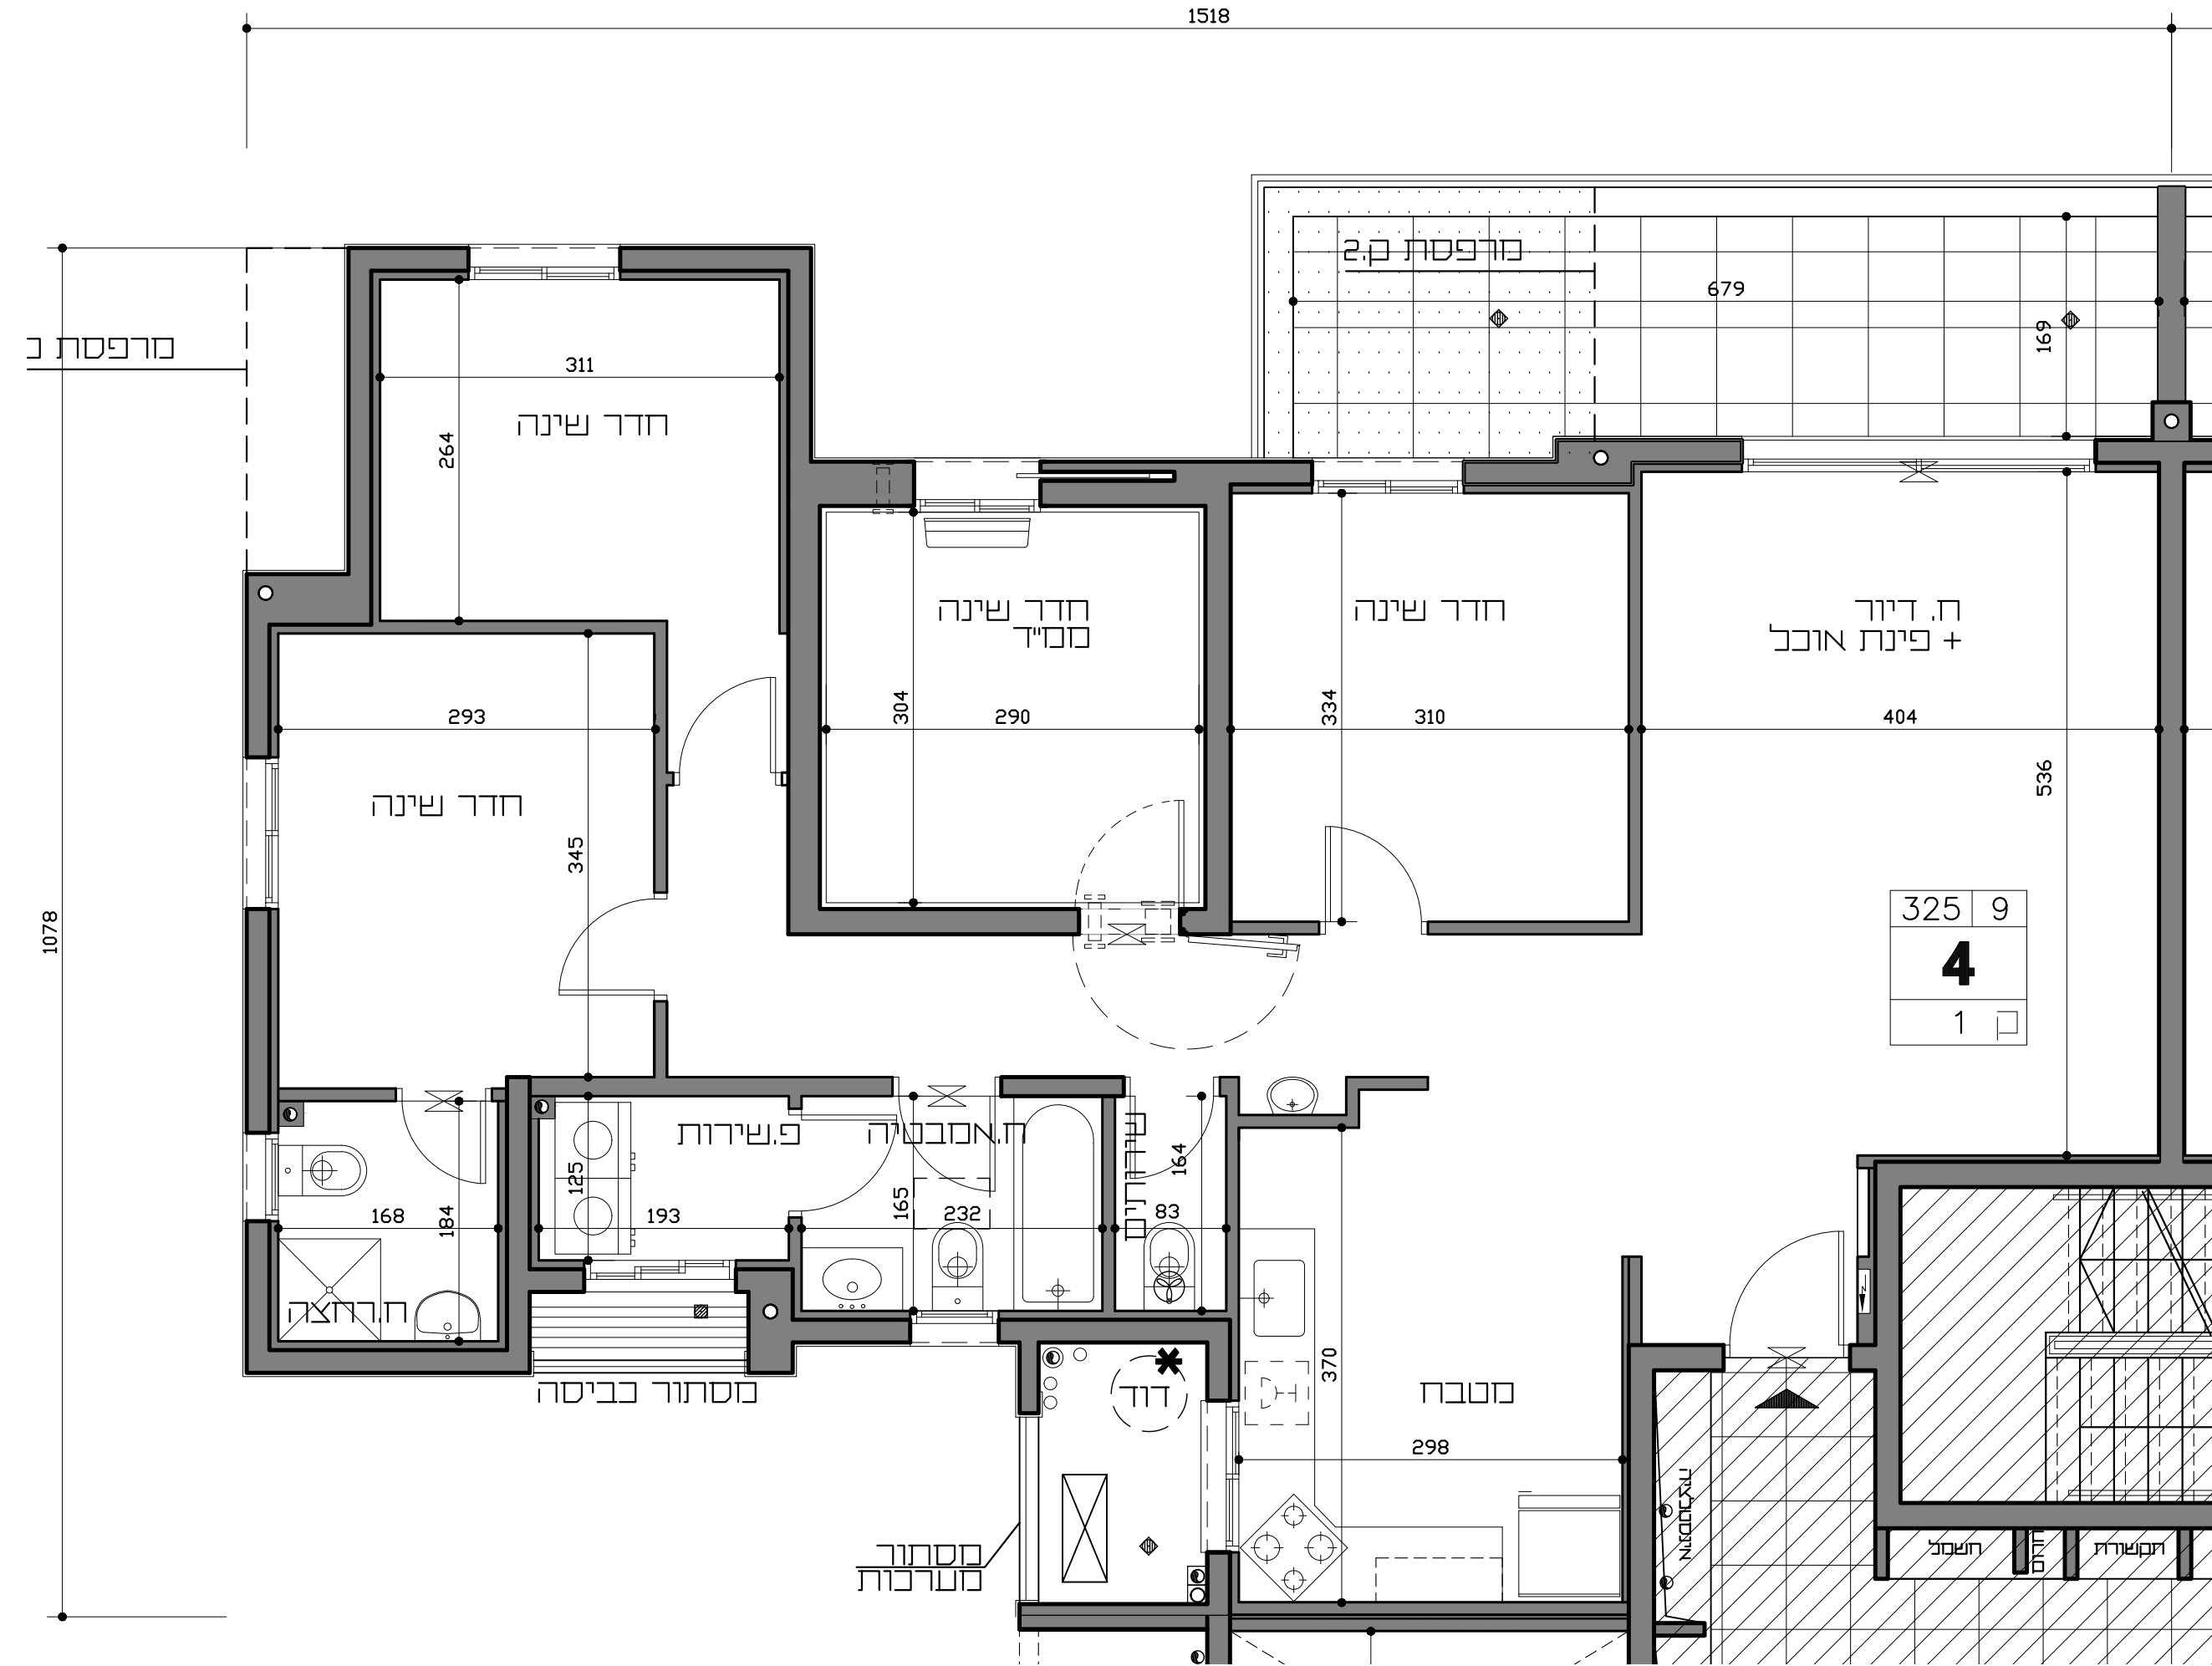 1518
מרפסת ק.2
679
169
מרפסת כ
311
חדר שינה
264
חדר שינה
ממ"ד
חדר שינה
ח. דיור
+ פינת אוכל
293
304
290
334
310
404
536
חדר שינה
345
325
9
4
ק 1
1078
פ.שירות
ח.אמבטיה
125
165
164
168
184
193
232
83
ח.רחצה
370
מסתור כביסה
דוד
מטבח
298
מסתור
מערכות
חשמל
תקשורת